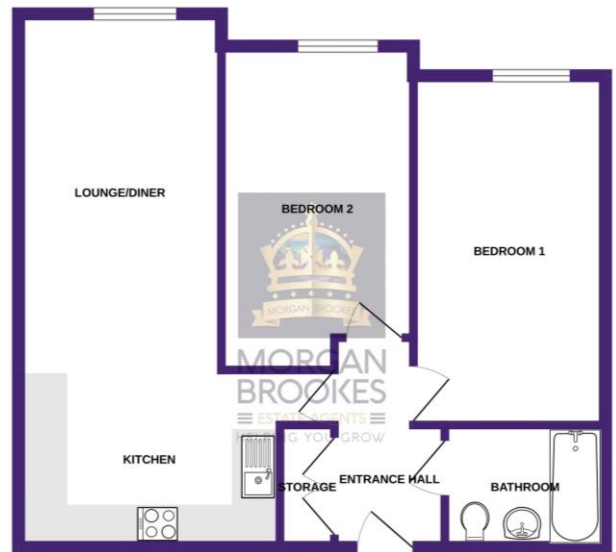 LOUNGE/DINER
BEDROOM 2
BEDROOM 1
MORGAN BROOKES
MORGAN
BROOKES
ESTATE AGENTS
HELPING YOU GROW
KITCHEN
STORAGE
ENTRANCE HALL
BATHROOM